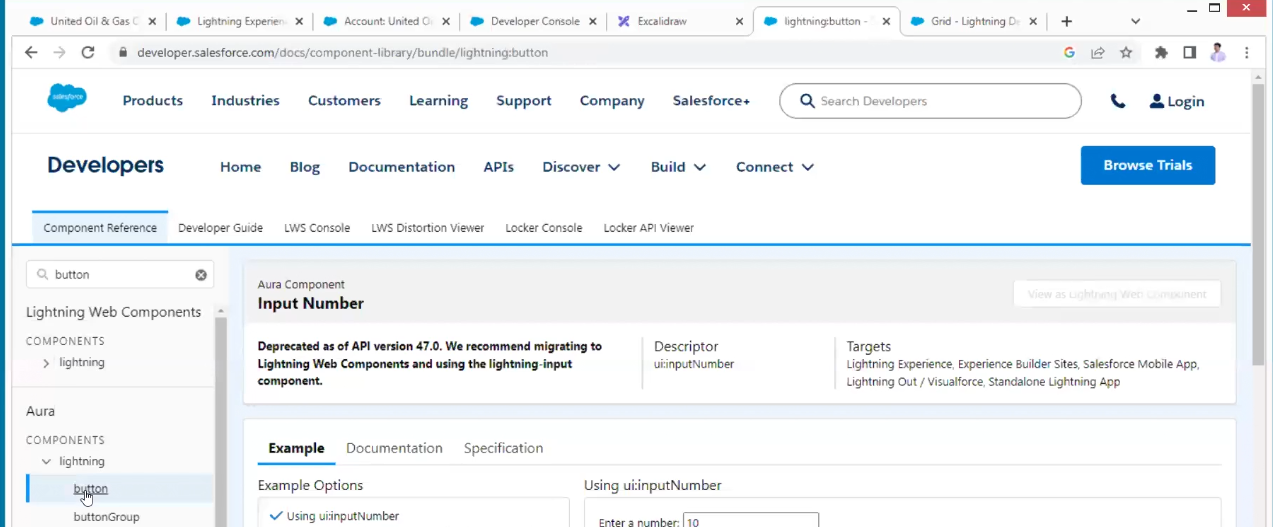 United Oil & Gas C
Lightning Experien
Account: United O
Developer Console
Excalidraw
lightning:button -
Grid - Lightning De
developer.salesforce.com/docs/component-library/bundle/lightning:button
salesforce
Products
Industries
Customers
Learning
Support
Company
Salesforce+
Search Developers
Login
Developers
Home
Blog
Documentation
APIs
Discover
Build
Connect
Browse Trials
Component Reference
Developer Guide
LWS Console
LWS Distortion Viewer
Locker Console
Locker API Viewer
button
Lightning Web Components
COMPONENTS
lightning
Aura
COMPONENTS
lightning
button
buttonGroup
Aura Component
Input Number
View as Lightning Web Component
Deprecated as of API version 47.0. We recommend migrating to
Lightning Web Components and using the lightning-input
component.
Descriptor
ui:inputNumber
Targets
Lightning Experience, Experience Builder Sites, Salesforce Mobile App,
Lightning Out / Visualforce, Standalone Lightning App
Example
Documentation
Specification
Example Options
Using ui:inputNumber
Using ui:inputNumber
Enter a number: 10